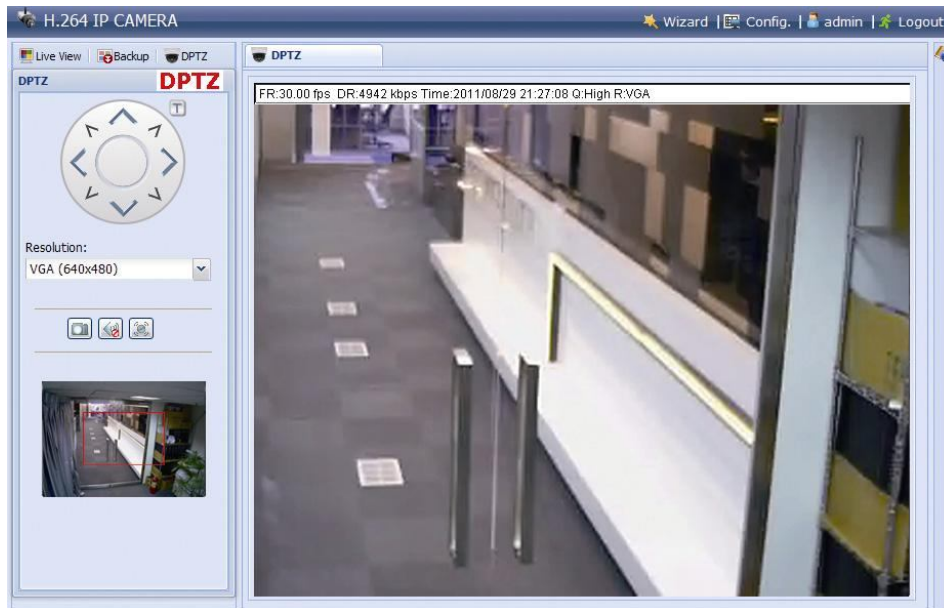 H.264 IP CAMERA
Wizard | Config. | admin | Logout
Live View | Backup | DPTZ
DPTZ
DPTZ
DPTZ
T
FR:30.00 fps DR:4942 kbps Time:2011/08/29 21:27:08 Q:High R:VGA
Resolution:
VGA (640x480)